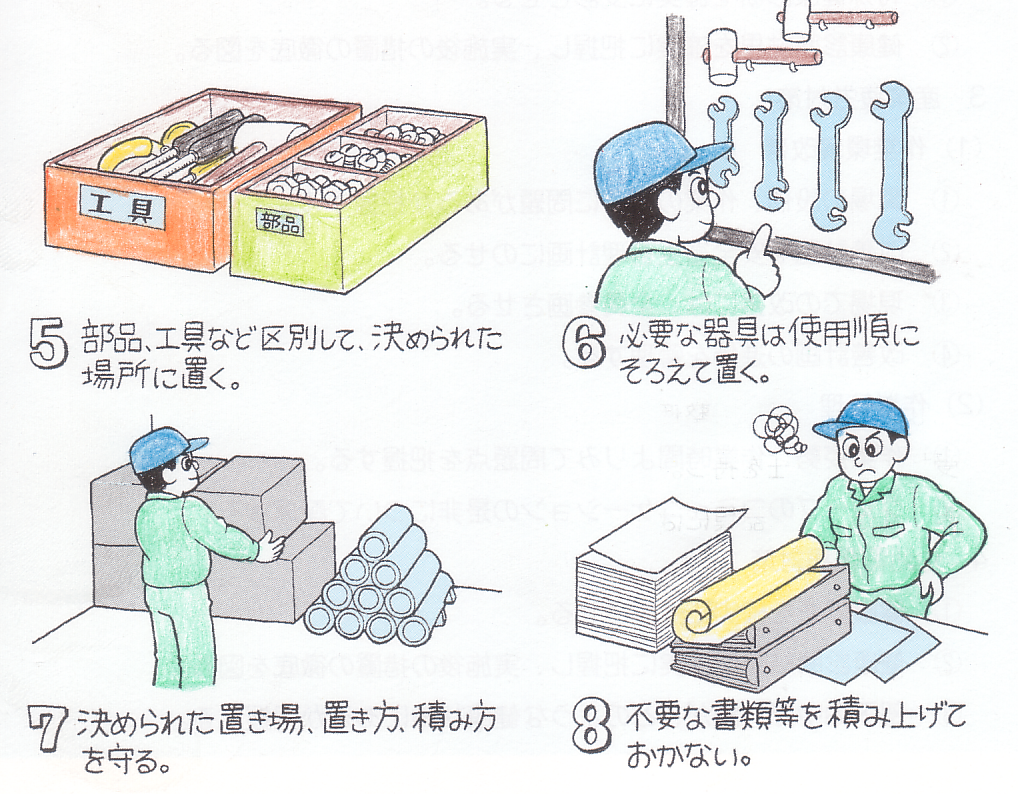 工具
部品
5 部品、工具など区別して、決められた
場所に置く。
6 必要な器具は使用順に
そろえて置く。
7 決められた置き場、置き方、積み方
を守る。
8 不要な書類等を積み上げて
おかない。